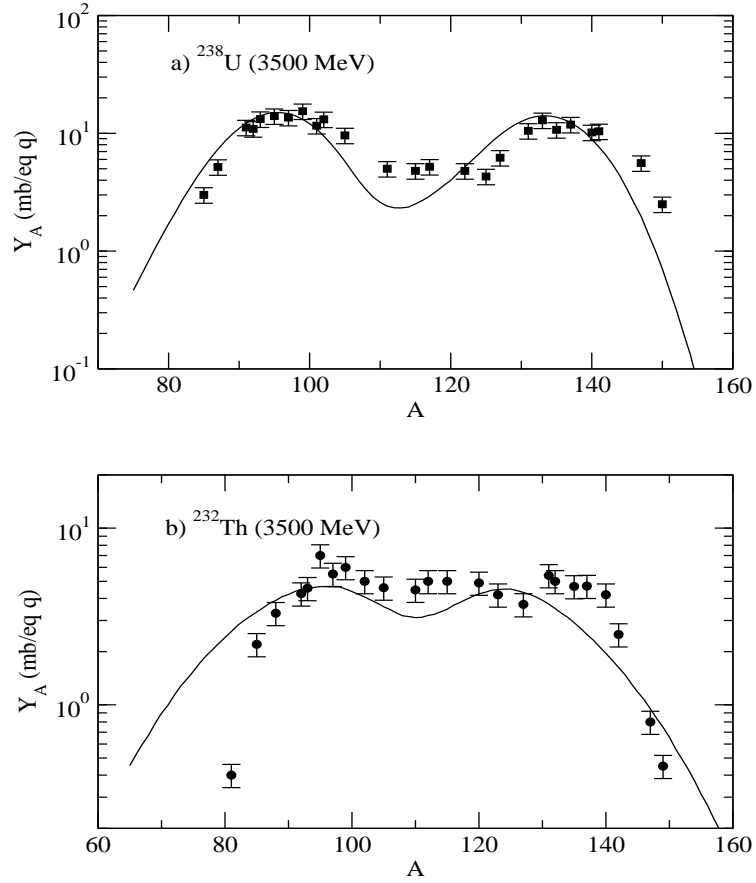 10^2
a) ^238U (3500 MeV)
10^1
Y_A (mb/eq q)
10^0
10^-1
80 100 120 140 160
A
b) ^232Th (3500 MeV)
10^1
Y_A (mb/eq q)
10^0
60 80 100 120 140 160
A